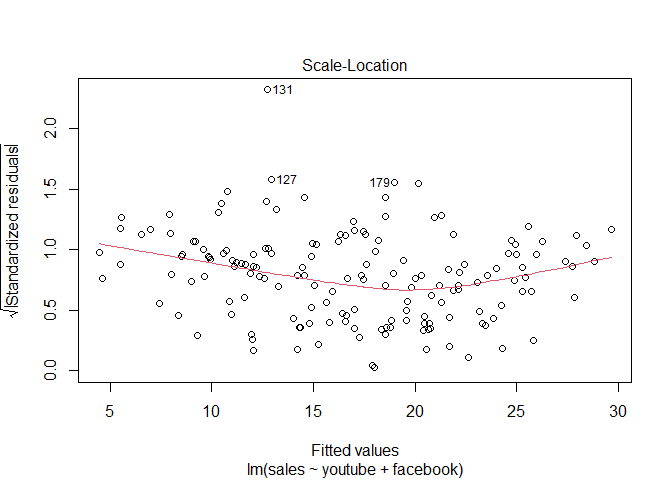 Scale-Location
√|Standardized residuals|
2.0
1.5
1.0
0.5
0.0
131
127
179
5 10 15 20 25 30
Fitted values
lm(sales ~ youtube + facebook)